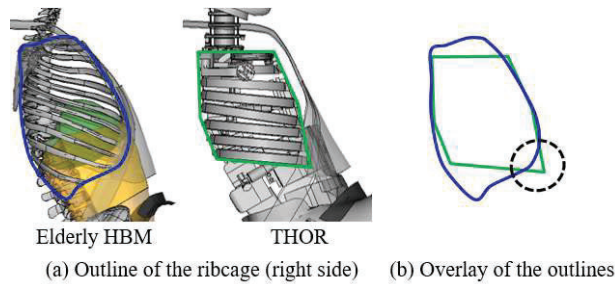 Elderly HBM THOR
(a) Outline of the ribcage (right side) (b) Overlay of the outlines